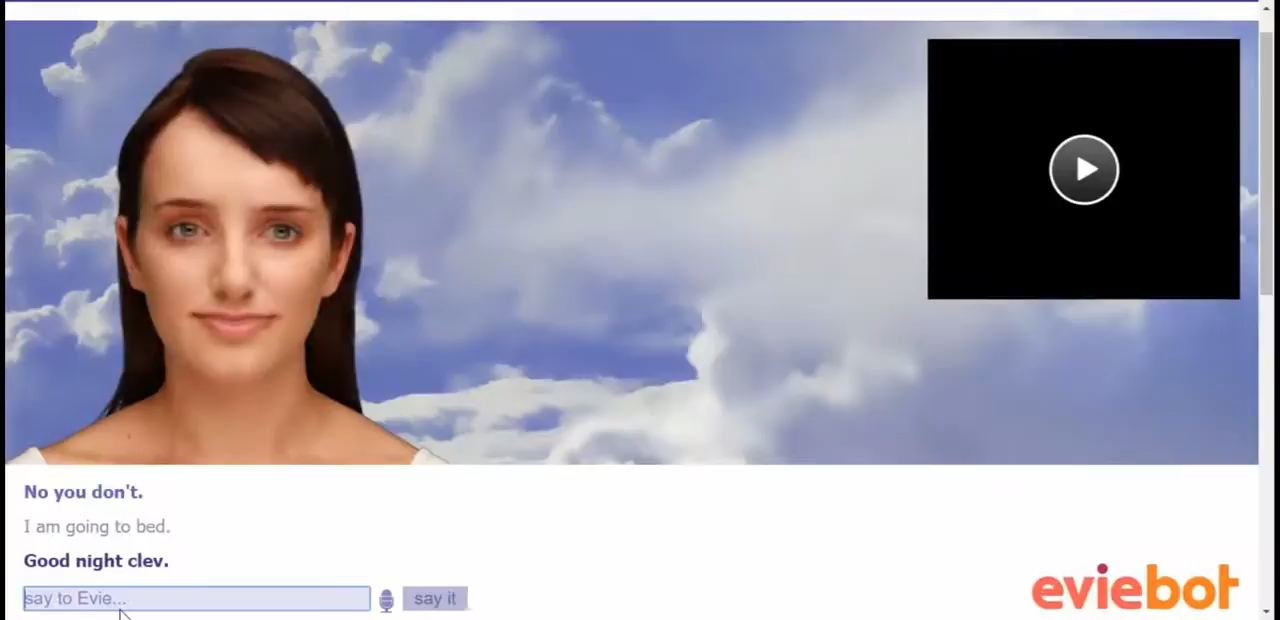 No you don't.
I am going to bed.
Good night clev.
say to Evie...
say it
eviebot